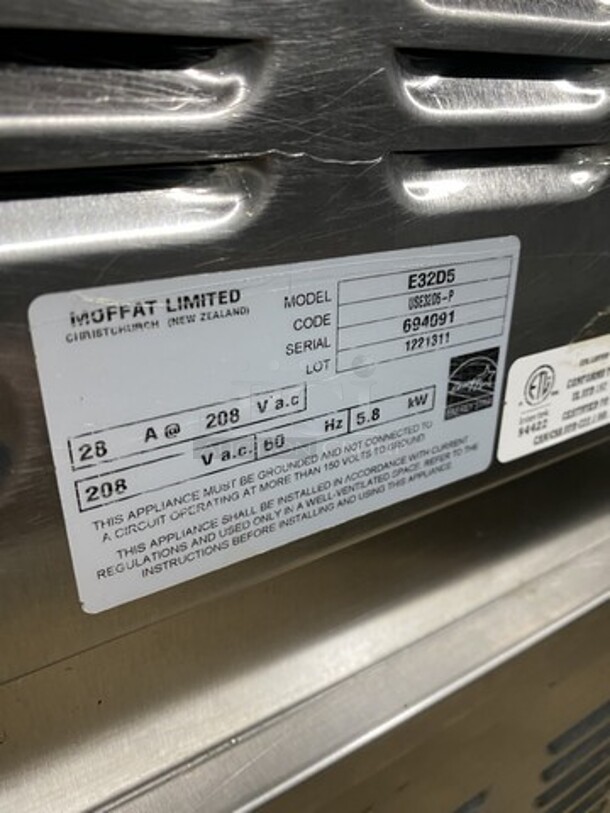 MOFFAT LIMITED
CHRISTCHURCH (NEW ZEALAND)
MODEL E32D5
CODE USE32D5-P
SERIAL 694091
LOT 1221311
28 A @ 208 V a.c
208 V a.c. 60 Hz 5.8 kW
THIS APPLIANCE MUST BE GROUNDED AND NOT CONNECTED TO
A CIRCUIT OPERATING AT MORE THAN 150 VOLTS TO GROUND.
THIS APPLIANCE SHALL BE INSTALLED IN ACCORDANCE WITH CURRENT
REGULATIONS AND USED ONLY IN A WELL-VENTILATED SPACE. REFER TO THE
INSTRUCTIONS BEFORE INSTALLING AND USING THIS APPLIANCE.
ENERGY STAR
ETL
Intertek
94422
CONFORMS